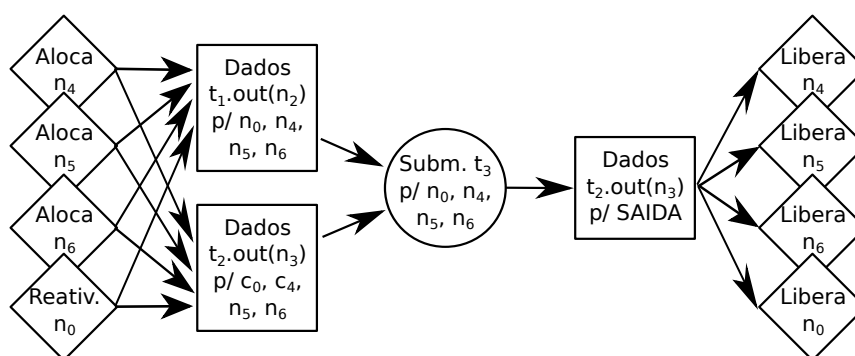 Aloca
n₄
Aloca
n₅
Aloca
n₆
Reativ.
n₀
Dados
t₁.out(n₂)
p/ n₀, n₄,
n₅, n₆
Dados
t₂.out(n₃)
p/ c₀, c₄,
n₅, n₆
Subm. t₃
p/ n₀, n₄,
n₅, n₆
Dados
t₂.out(n₃)
p/ SAIDA
Libera
n₄
Libera
n₅
Libera
n₆
Libera
n₀